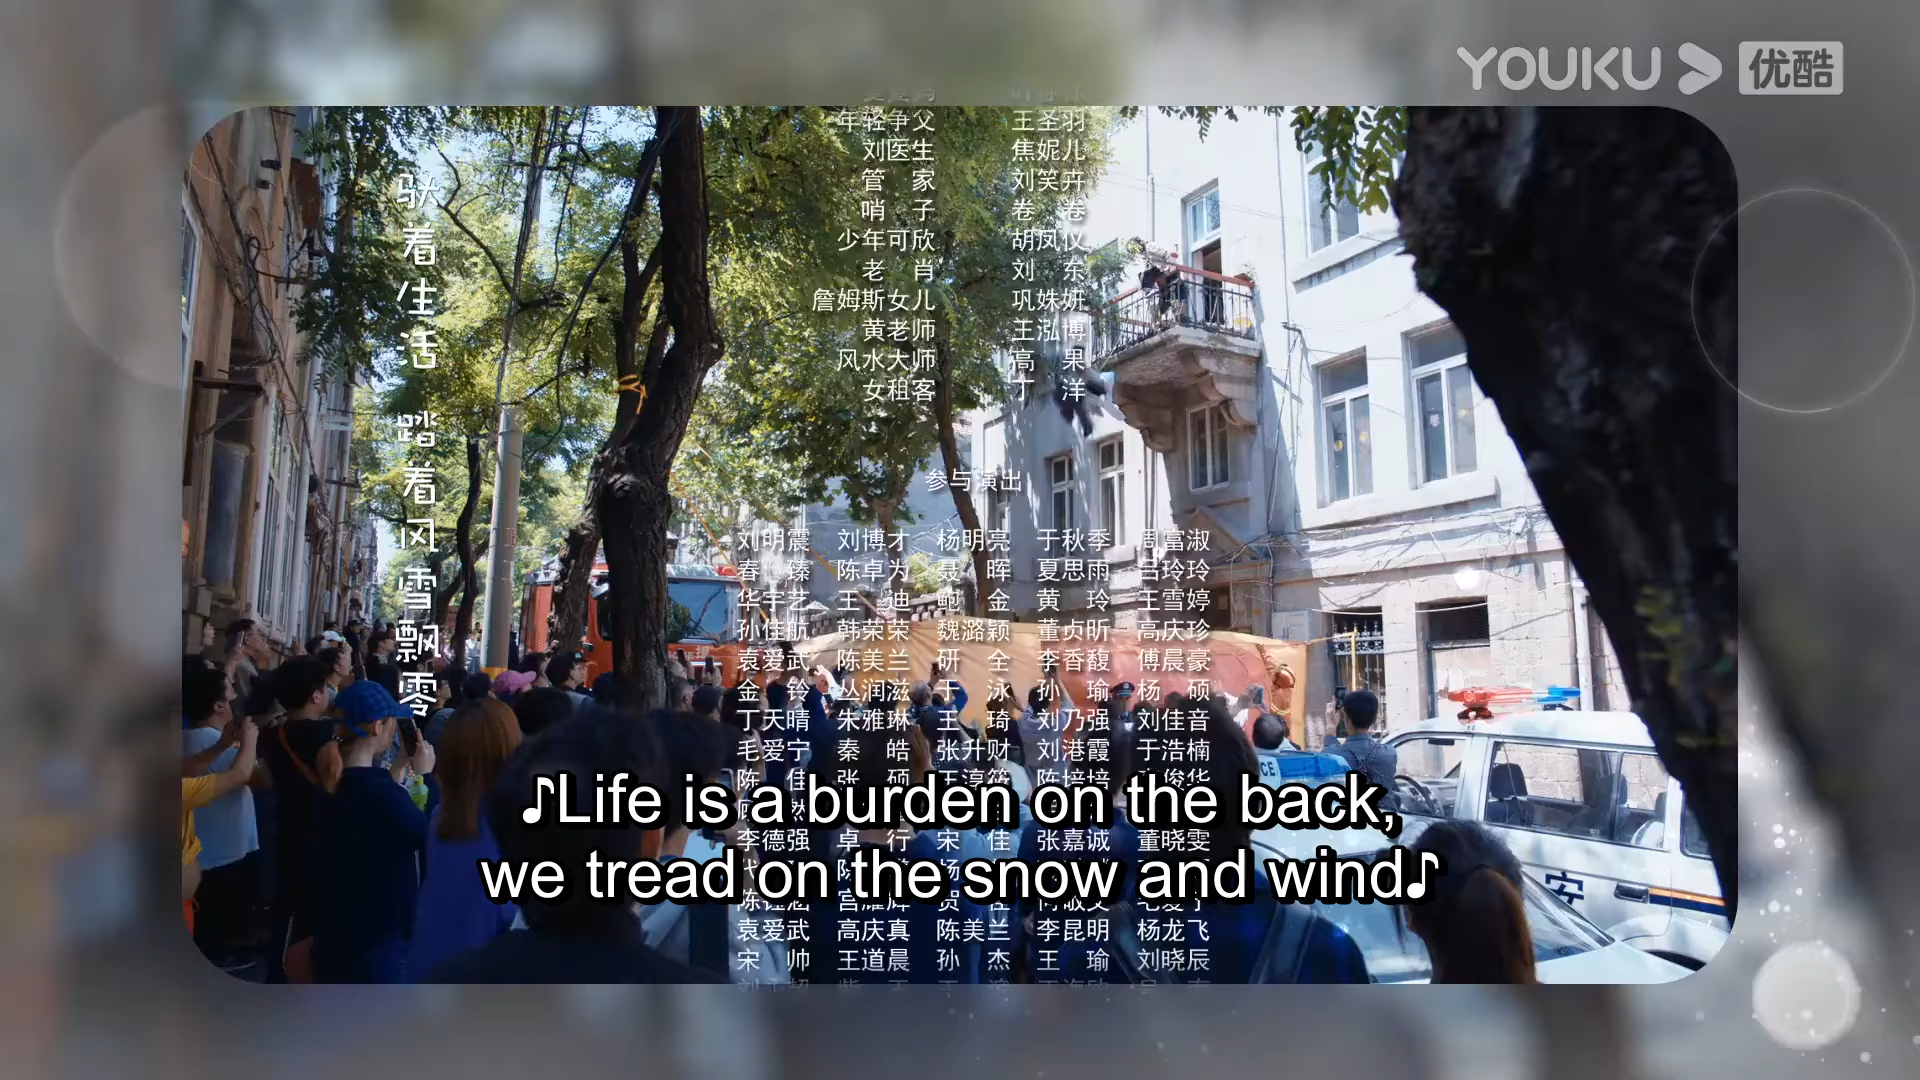 YOUKU 优酷
驮着生活 踏着风雪飘零
年轻争父 王圣羽
刘医生 焦妮儿
管 家 刘笑卉
哨 子 卷 卷
少年可欣 胡凤仪
老 肖 刘 东
詹姆斯女儿 巩姝妍
黄老师 王泓博
风水大师 高 果
女租客 丁 洋
参与演出
刘明震 刘博才 杨明亮 于秋季 周富淑
春 臻 陈卓为 聂 晖 夏思雨 吕玲玲
华宇艺 王 迪 鲍 金 黄 玲 王雪婷
孙佳航 韩荣荣 魏潞颖 董贞昕 高庆珍
袁爱武 陈美兰 研 全 李香馥 傅晨豪
金 铃 丛润滋 于 泳 孙 瑜 杨 硕
丁天晴 朱雅琳 王 琦 刘乃强 刘佳音
毛爱宁 秦 皓 张升财 刘港霞 于浩楠
♪Life is a burden on the back,
李德强 卓 行 宋 佳 张嘉诚 董晓雯
we tread on the snow and wind♪
袁爱武 高庆真 陈美兰 李昆明 杨龙飞
宋 帅 王道晨 孙 杰 王 瑜 刘晓辰
安